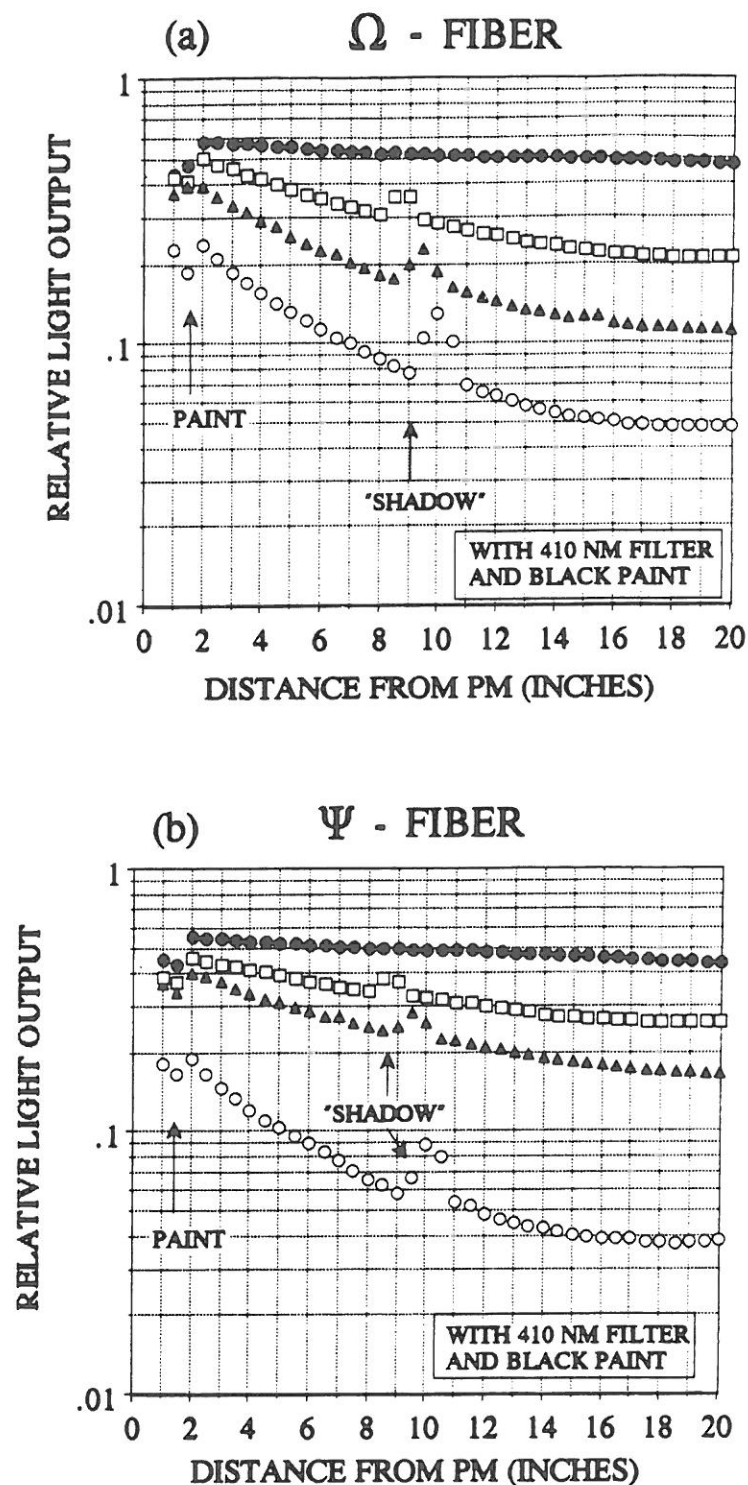 (a) Ω - FIBER
RELATIVE LIGHT OUTPUT
1
.1
.01
PAINT
"SHADOW"
WITH 410 NM FILTER
AND BLACK PAINT
0 2 4 6 8 10 12 14 16 18 20
DISTANCE FROM PM (INCHES)
(b) Ψ - FIBER
RELATIVE LIGHT OUTPUT
1
.1
.01
"SHADOW"
PAINT
WITH 410 NM FILTER
AND BLACK PAINT
0 2 4 6 8 10 12 14 16 18 20
DISTANCE FROM PM (INCHES)